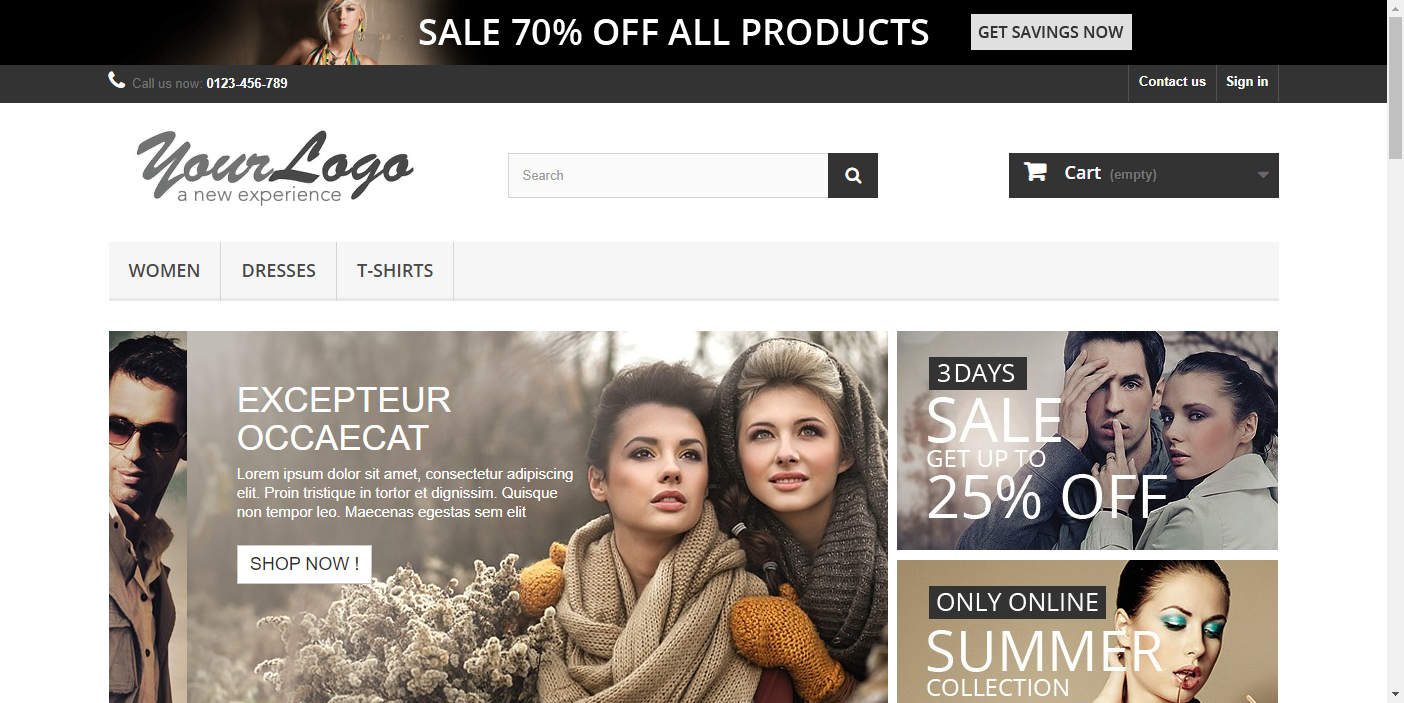 SALE 70% OFF ALL PRODUCTS
GET SAVINGS NOW
Call us now: 0123-456-789
Contact us
Sign in
YourLogo
a new experience
Search
Cart (empty)
WOMEN
DRESSES
T-SHIRTS
EXCEPTEUR
OCCAECAT
Lorem ipsum dolor sit amet, consectetur adipiscing
elit. Proin tristique in tortor et dignissim. Quisque
non tempor leo. Maecenas egestas sem elit
SHOP NOW !
3 DAYS
SALE
GET UP TO
25% OFF
ONLY ONLINE
SUMMER
COLLECTION